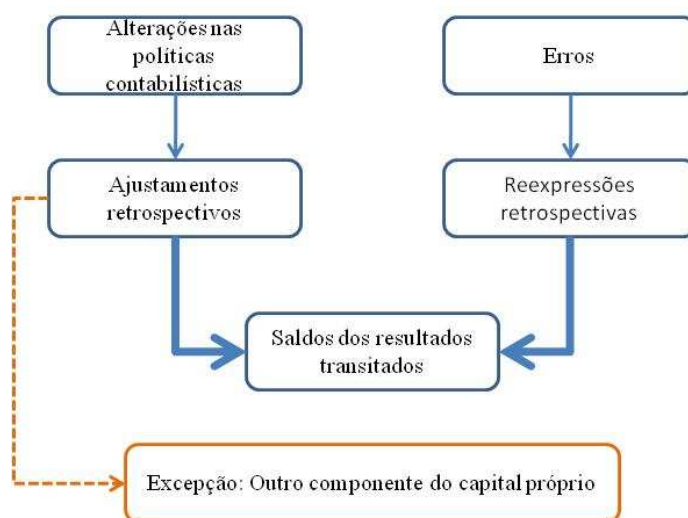 Alterações nas
políticas
contabilísticas
Erros
Ajustamentos
retrospectivos
Reexpressões
retrospectivas
Saldos dos resultados
transitados
Excepção: Outro componente do capital próprio